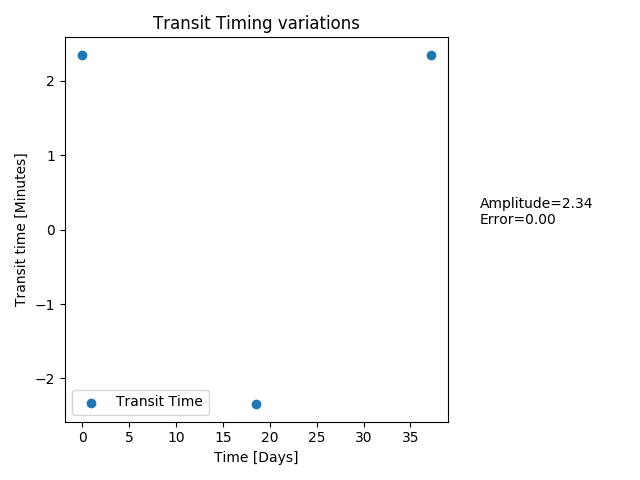 Transit Timing variations
Transit time [Minutes]
2
1
0
−1
−2
Amplitude=2.34
Error=0.00
Transit Time
0 5 10 15 20 25 30 35
Time [Days]